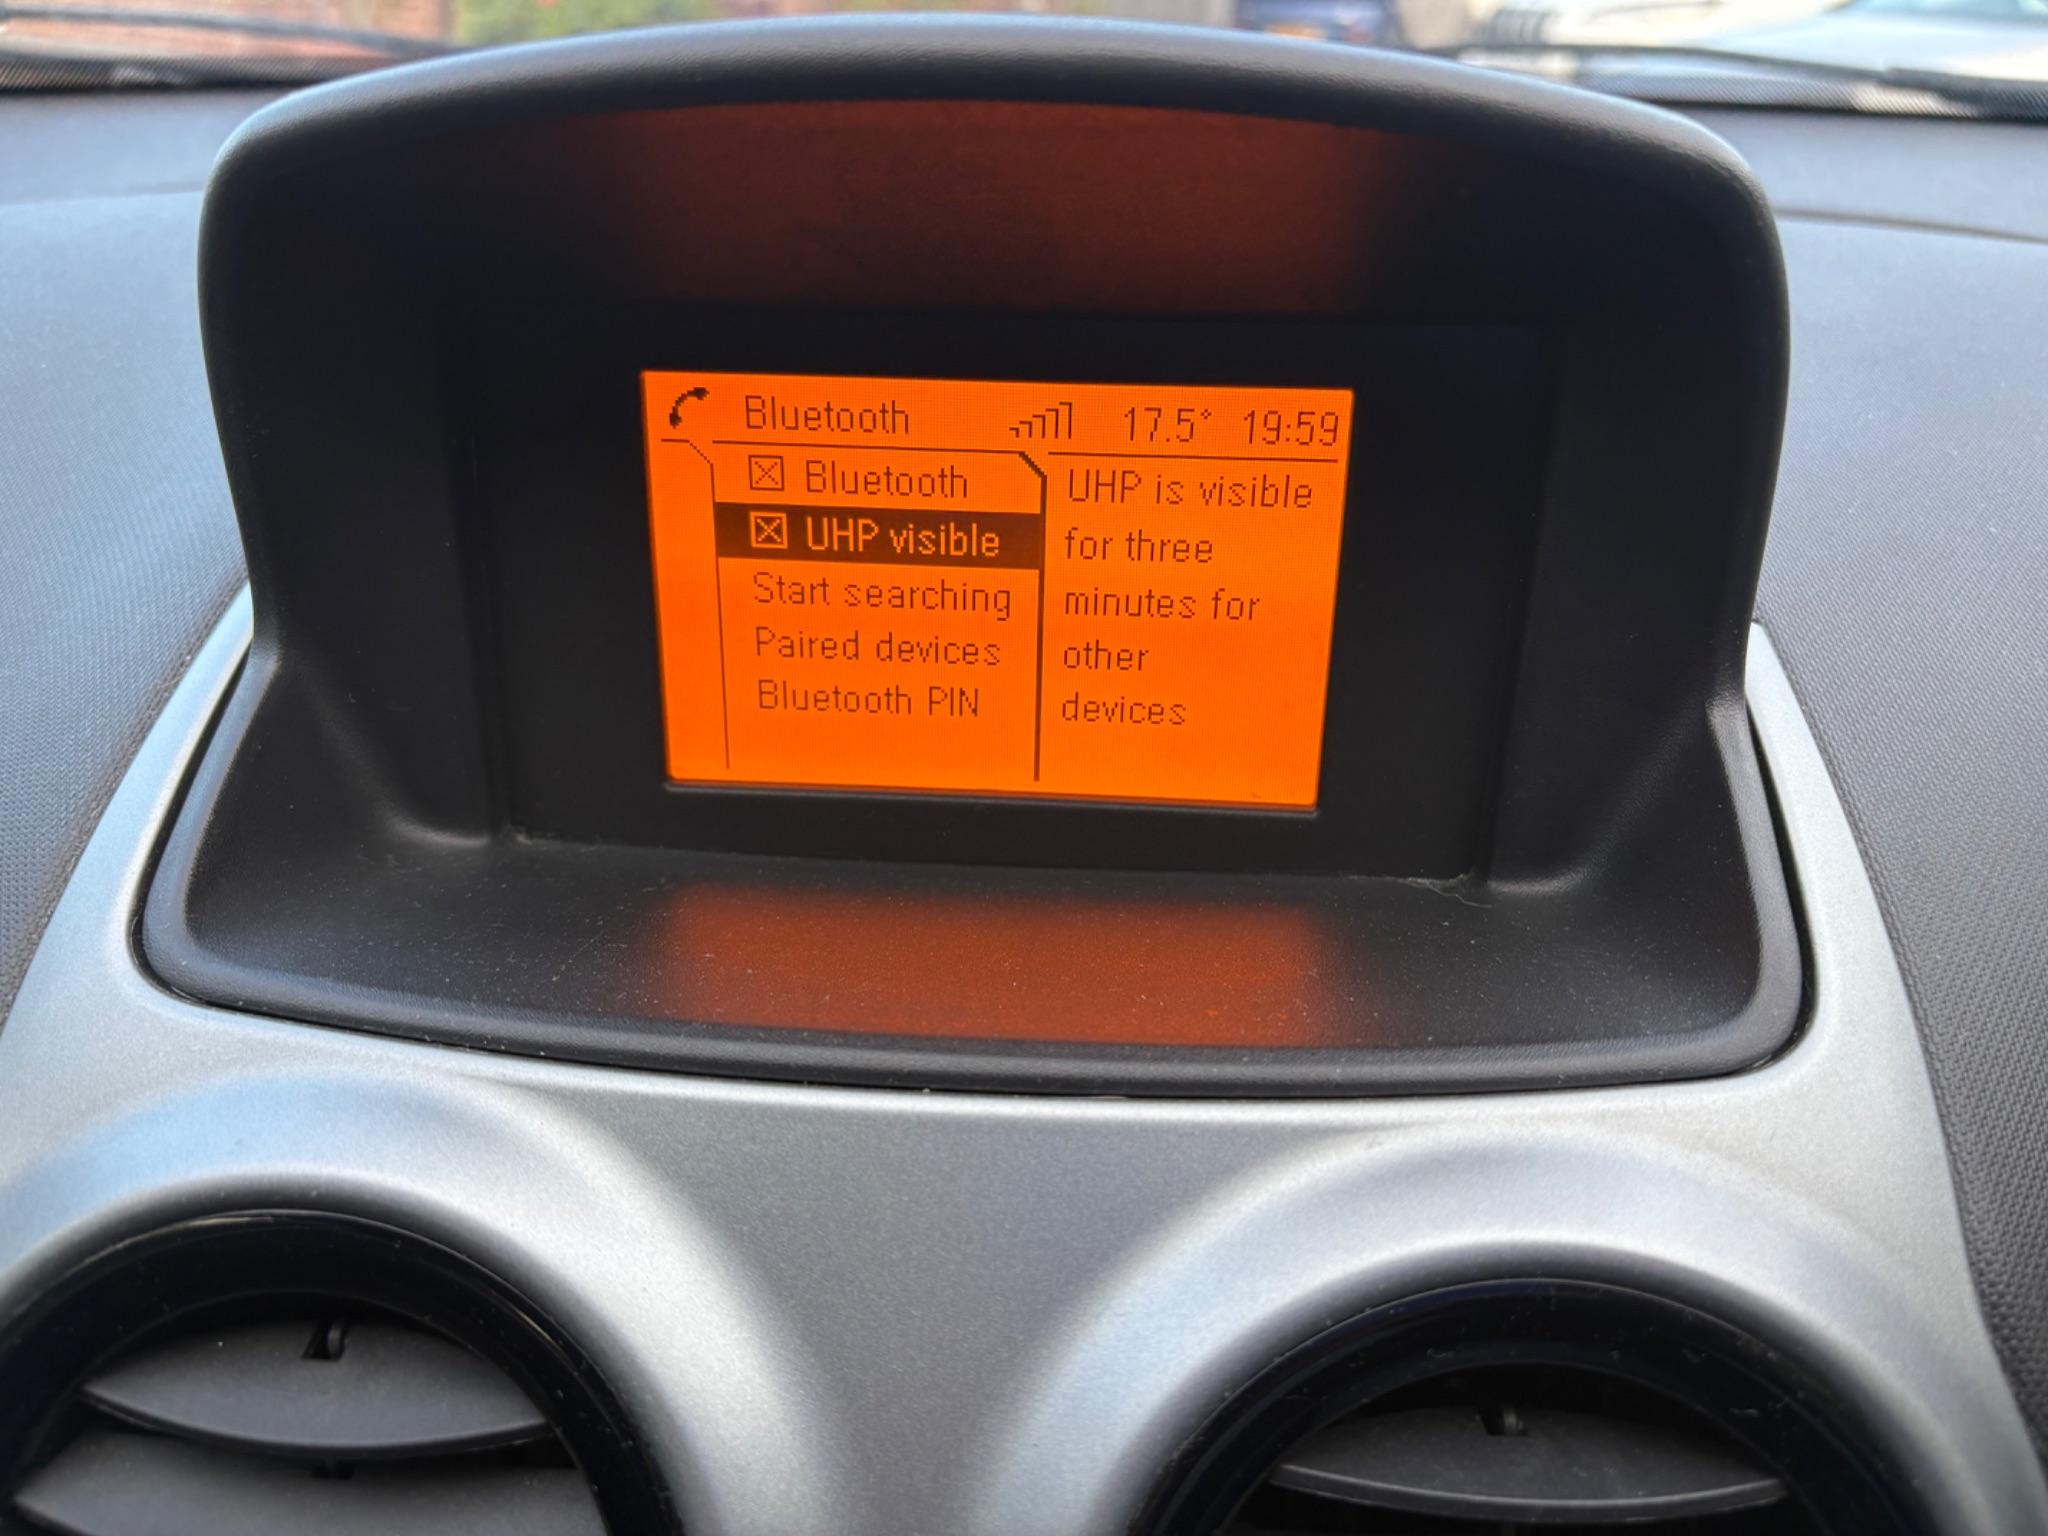 Bluetooth 17.5° 19:59
Bluetooth
UHP visible
Start searching
Paired devices
Bluetooth PIN
UHP is visible
for three
minutes for
other
devices